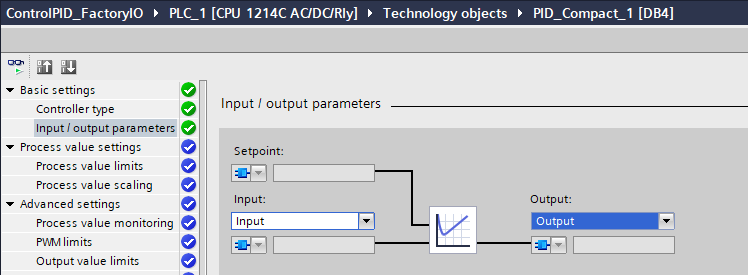 ControlPID_FactoryIO PLC_1 [CPU 1214C AC/DC/Rly] Technology objects PID_Compact_1 [DB4]
Basic settings
Controller type
Input / output parameters
Process value settings
Process value limits
Process value scaling
Advanced settings
Process value monitoring
PWM limits
Output value limits
Input / output parameters
Setpoint:
Input:
Output:
Input
Output